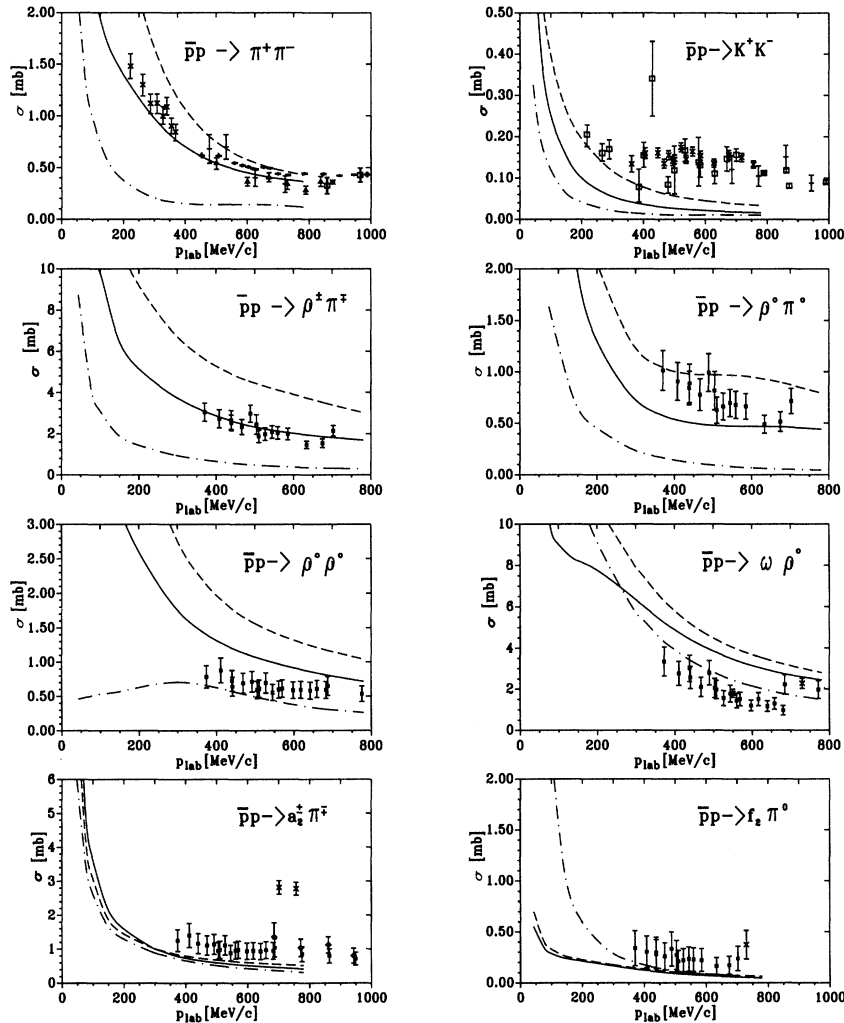 p̄p -> π⁺π⁻
2.00
1.50
1.00
0.50
0.00
σ [mb]
0 200 400 600 800 1000
p_lab [MeV/c]
p̄p-> K⁺K⁻
0.50
0.40
0.30
0.20
0.10
0.00
σ [mb]
0 200 400 600 800 1000
p_lab [MeV/c]
p̄p -> ρ^± π^∓
10
8
6
4
2
0
σ [mb]
0 200 400 600 800
p_lab [MeV/c]
p̄p -> ρ° π°
2.00
1.50
1.00
0.50
0.00
σ [mb]
0 200 400 600 800
p_lab [MeV/c]
p̄p-> ρ° ρ°
3.00
2.50
2.00
1.50
1.00
0.50
0.00
σ [mb]
0 200 400 600 800
p_lab [MeV/c]
p̄p-> ω ρ°
10
8
6
4
2
0
σ [mb]
0 200 400 600 800
p_lab [MeV/c]
p̄p-> a₂^± π^∓
6
5
4
3
2
1
0
σ [mb]
0 200 400 600 800 1000
p_lab [MeV/c]
p̄p-> f₂ π⁰
2.00
1.50
1.00
0.50
0.00
σ [mb]
0 200 400 600 800 1000
p_lab [MeV/c]